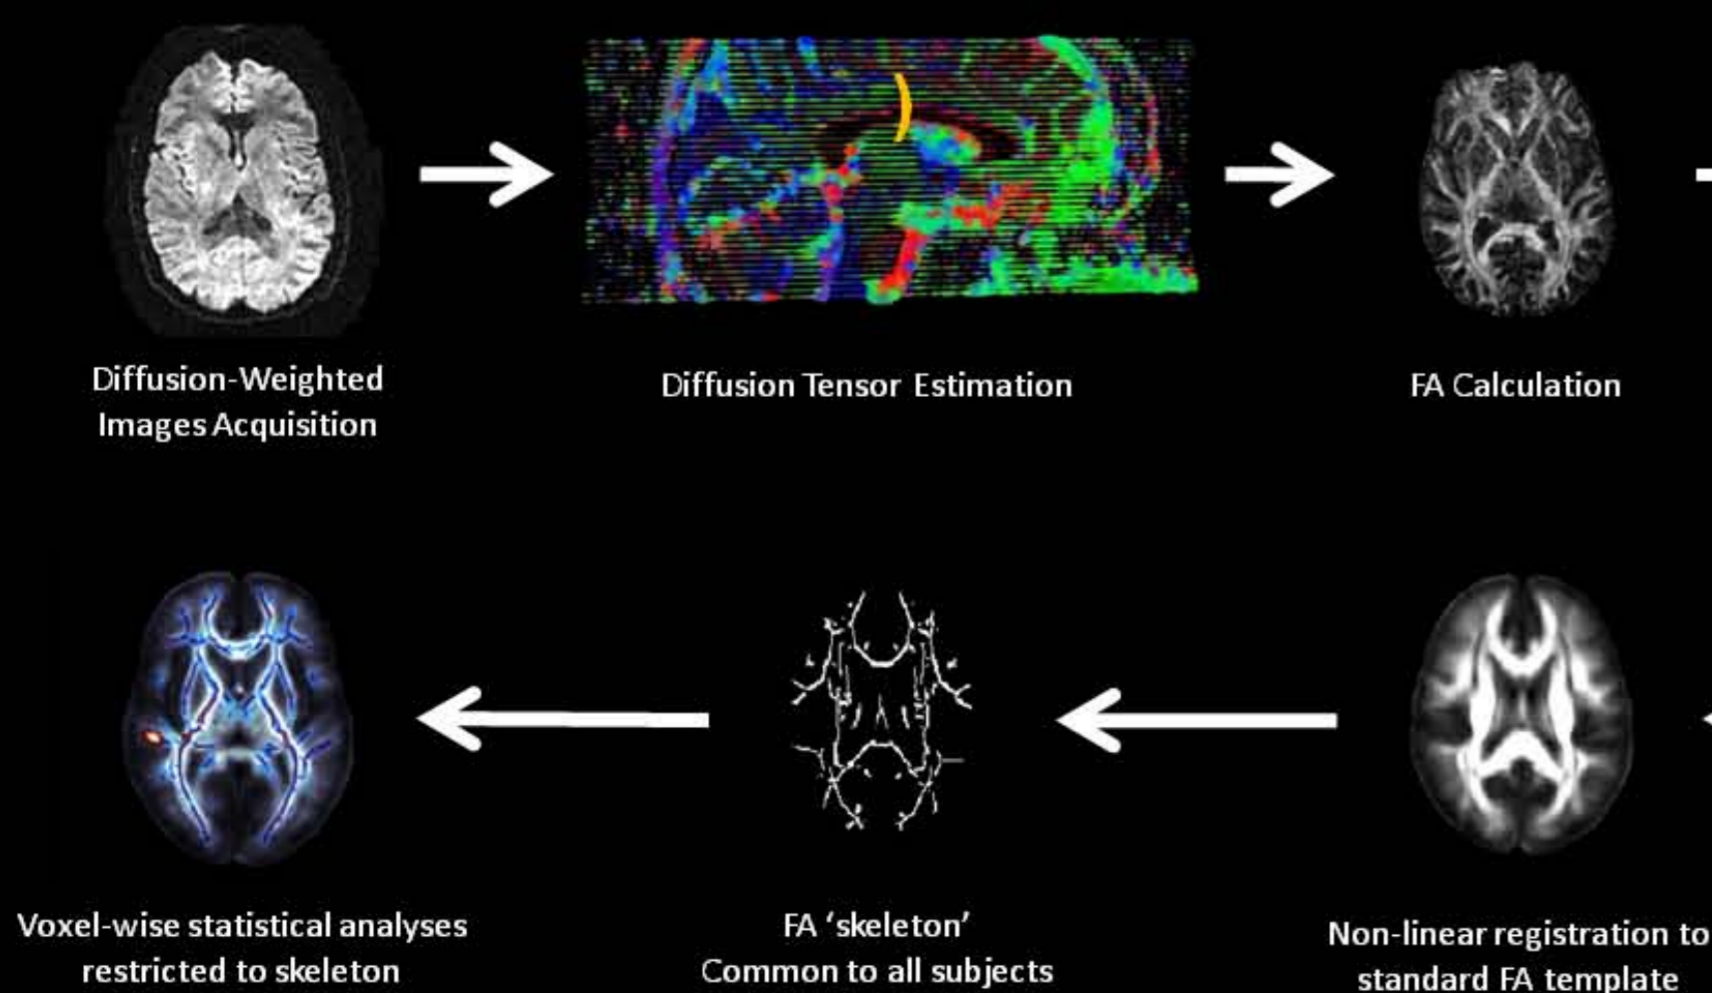 Diffusion-Weighted
Images Acquisition
Diffusion Tensor Estimation
FA Calculation
Voxel-wise statistical analyses
restricted to skeleton
FA ‘skeleton’
Common to all subjects
Non-linear registration to
standard FA template